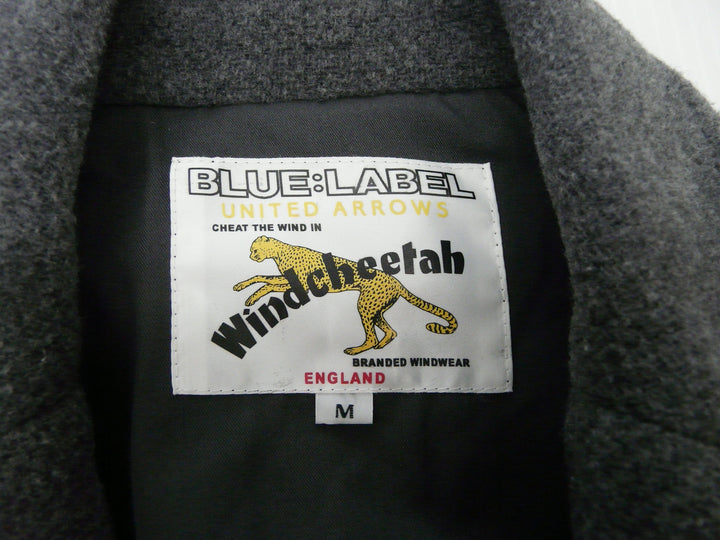 BLUE:LABEL
UNITED ARROWS
CHEAT THE WIND IN
Windcheetah
BRANDED WINDWEAR
ENGLAND
M